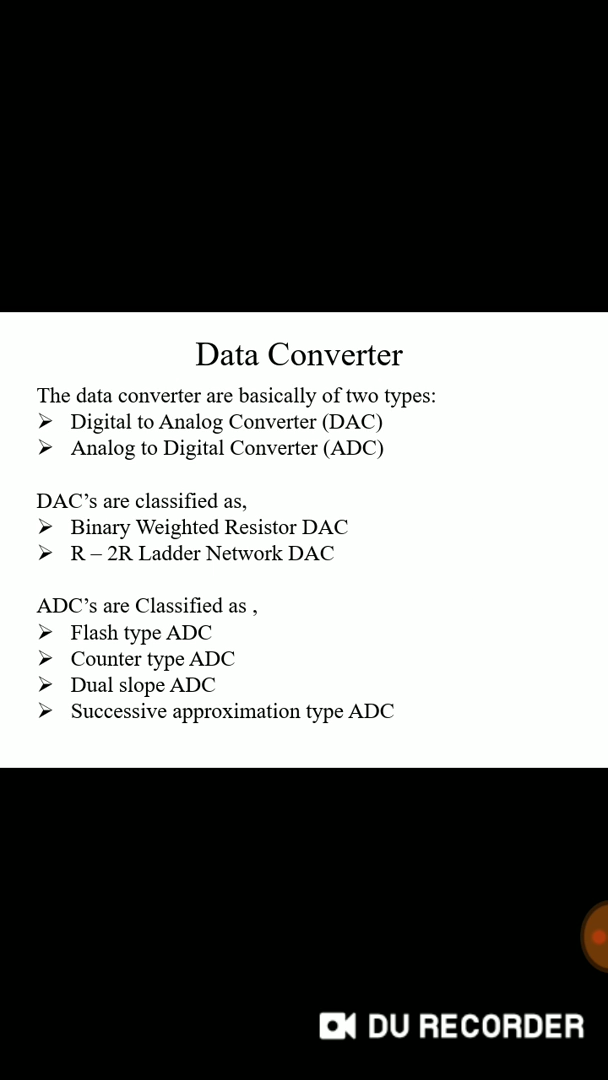 Data Converter
The data converter are basically of two types:
➢ Digital to Analog Converter (DAC)
➢ Analog to Digital Converter (ADC)
DAC’s are classified as,
➢ Binary Weighted Resistor DAC
➢ R – 2R Ladder Network DAC
ADC’s are Classified as ,
➢ Flash type ADC
➢ Counter type ADC
➢ Dual slope ADC
➢ Successive approximation type ADC
DU RECORDER